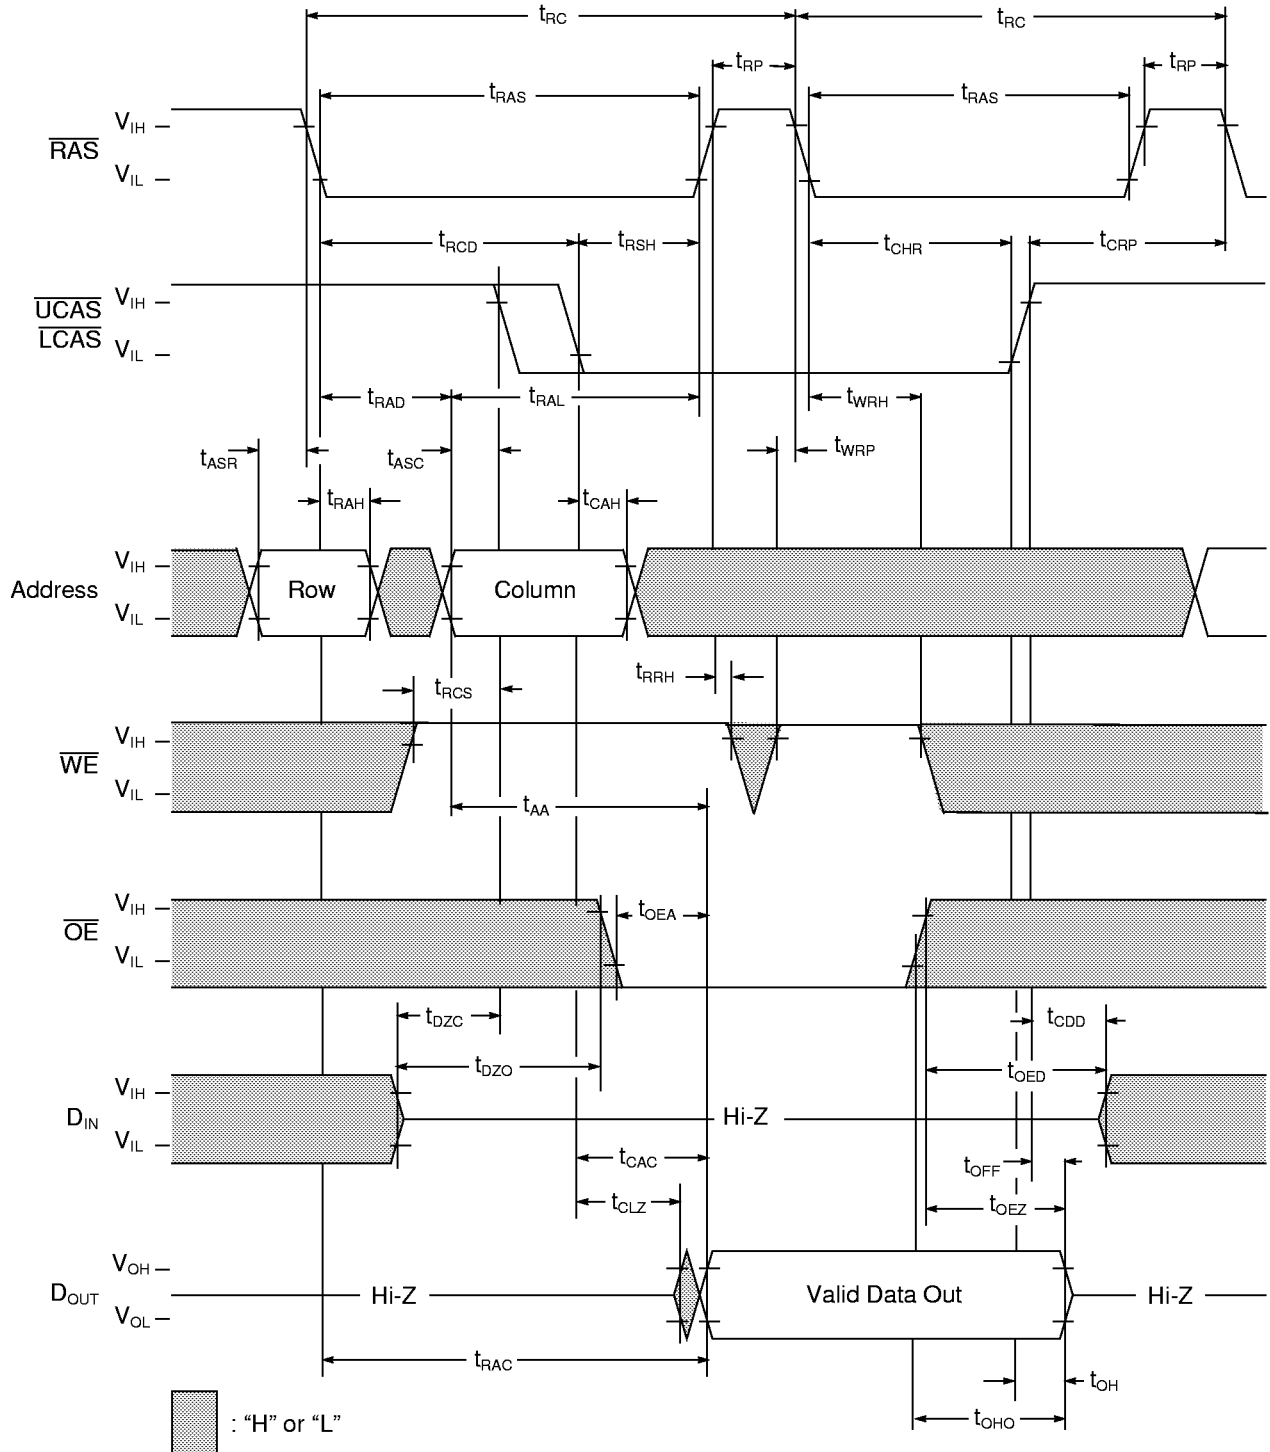 tRC tRC
tRP tRP
tRAS tRAS
RAS VIH
VIL
tRCD tRSH tCHR tCRP
UCAS VIH
LCAS VIL
tRAD tRAL tWRH
tASR tASC tWRP
tRAH tCAH
Address VIH
Row Column
VIL
tRRH
tRCS
WE VIH
VIL
tAA
OE VIH
tOEA
VIL
tDZC tCDD
tDZO tOED
DIN VIH
Hi-Z
VIL
tCAC tOFF
tCLZ tOEZ
DOUT VOH
Hi-Z Valid Data Out Hi-Z
VOL
tRAC
tOH
tOHO
: “H” or “L”